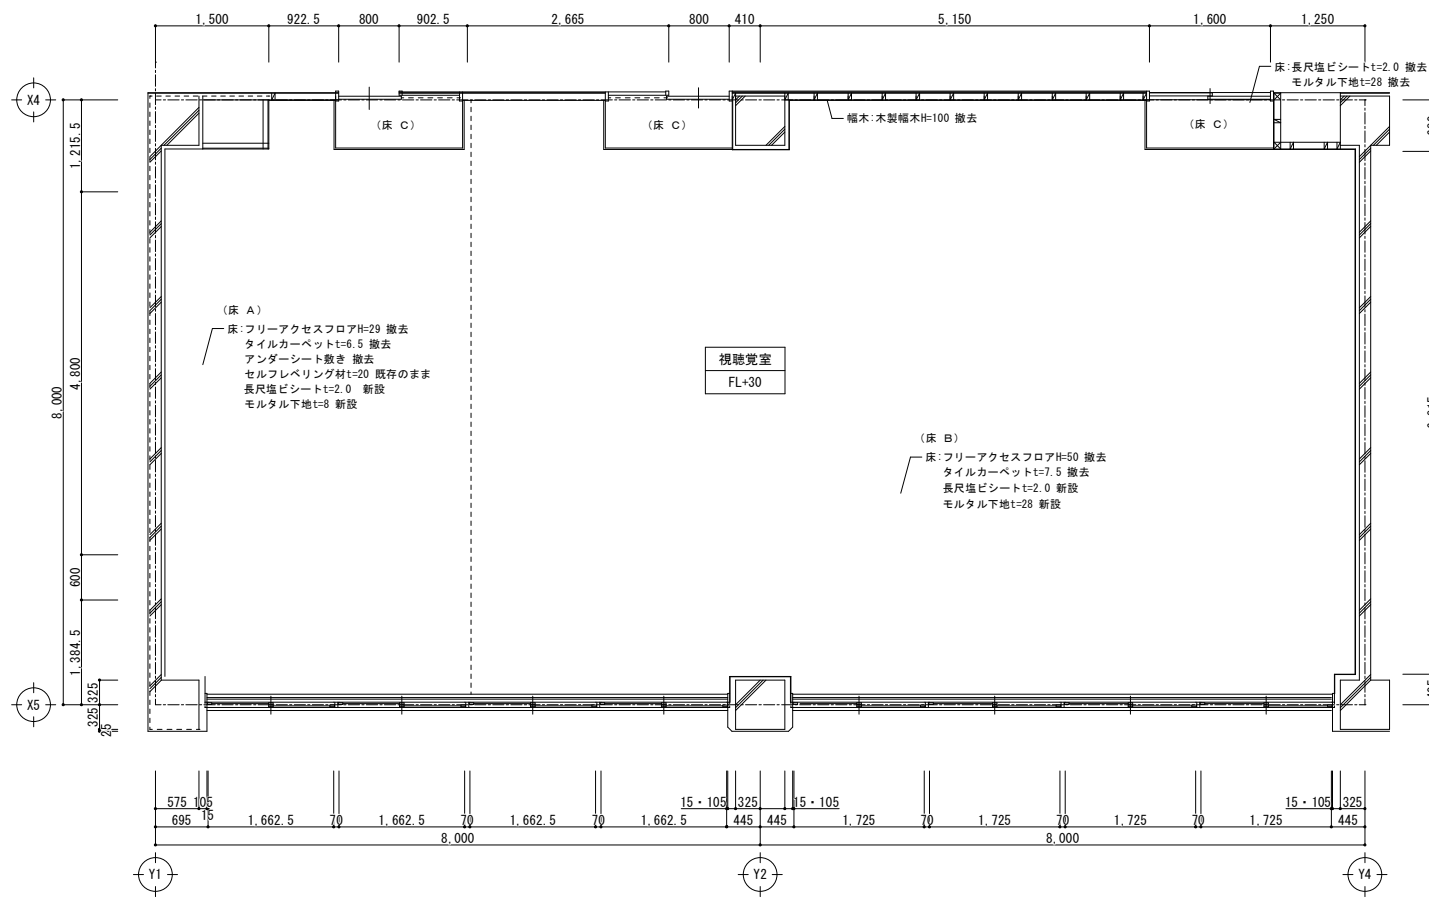 1,500 922.5 800 902.5 2,665 800 410 5,150 1,600 1,250
床:長尺塩ビシートt=2.0 撤去
モルタル下地t=28 撤去
X4
(床 C)
(床 C)
幅木:木製幅木H=100 撤去
(床 C)
1,215.5
4,800
8,000
600
1,384.5
325
325
25
(床 A)
床:フリーアクセスフロアH=29 撤去
タイルカーペットt=6.5 撤去
アンダーシート敷き 撤去
セルフレベリング材t=20 既存のまま
長尺塩ビシートt=2.0 新設
モルタル下地t=8 新設
視聴覚室
FL+30
(床 B)
床:フリーアクセスフロアH=50 撤去
タイルカーペットt=7.5 撤去
長尺塩ビシートt=2.0 新設
モルタル下地t=28 新設
X5
575 105 15・105 325 15・105 15・105 325
15
695 1,662.5 70 1,662.5 70 1,662.5 70 1,662.5 445 445 1,725 70 1,725 70 1,725 70 1,725 445
8,000 8,000
Y1 Y2 Y4